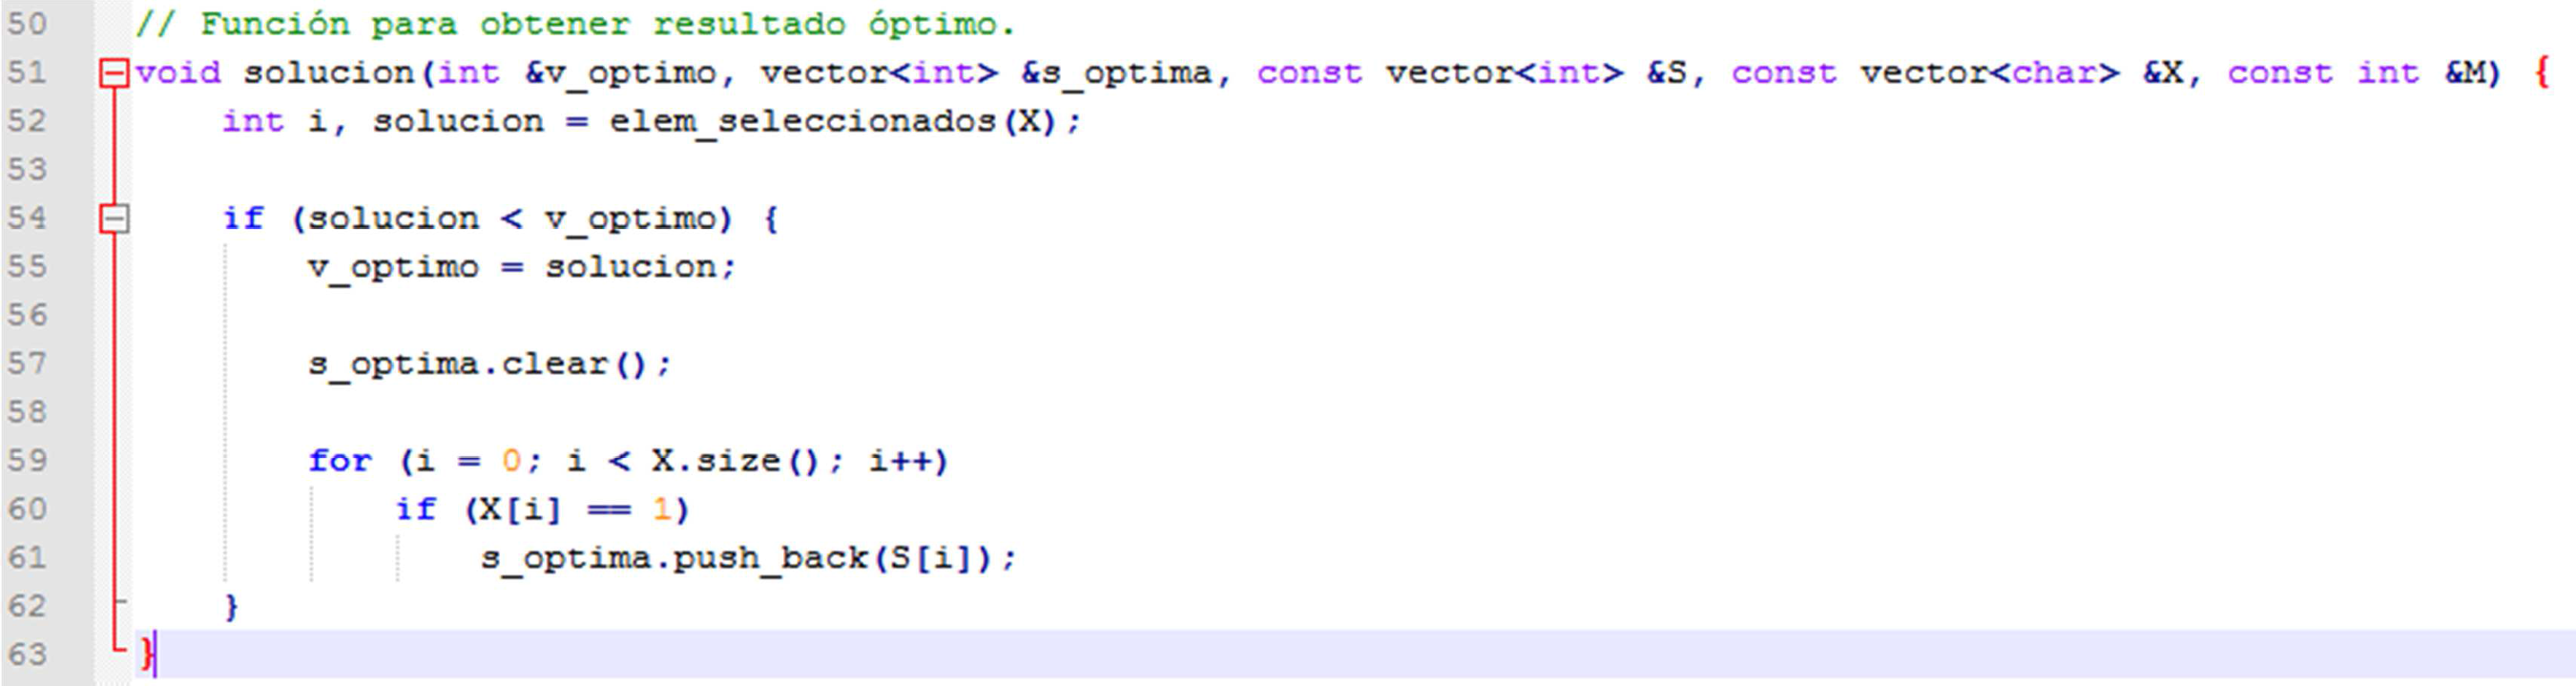 50 // Función para obtener resultado óptimo.
51 void solucion(int &v_optimo, vector<int> &s_optima, const vector<int> &S, const vector<char> &X, const int &M) {
52     int i, solucion = elem_seleccionados(X);
53
54     if (solucion < v_optimo) {
55         v_optimo = solucion;
56
57         s_optima.clear();
58
59         for (i = 0; i < X.size(); i++)
60             if (X[i] == 1)
61                 s_optima.push_back(S[i]);
62     }
63 }